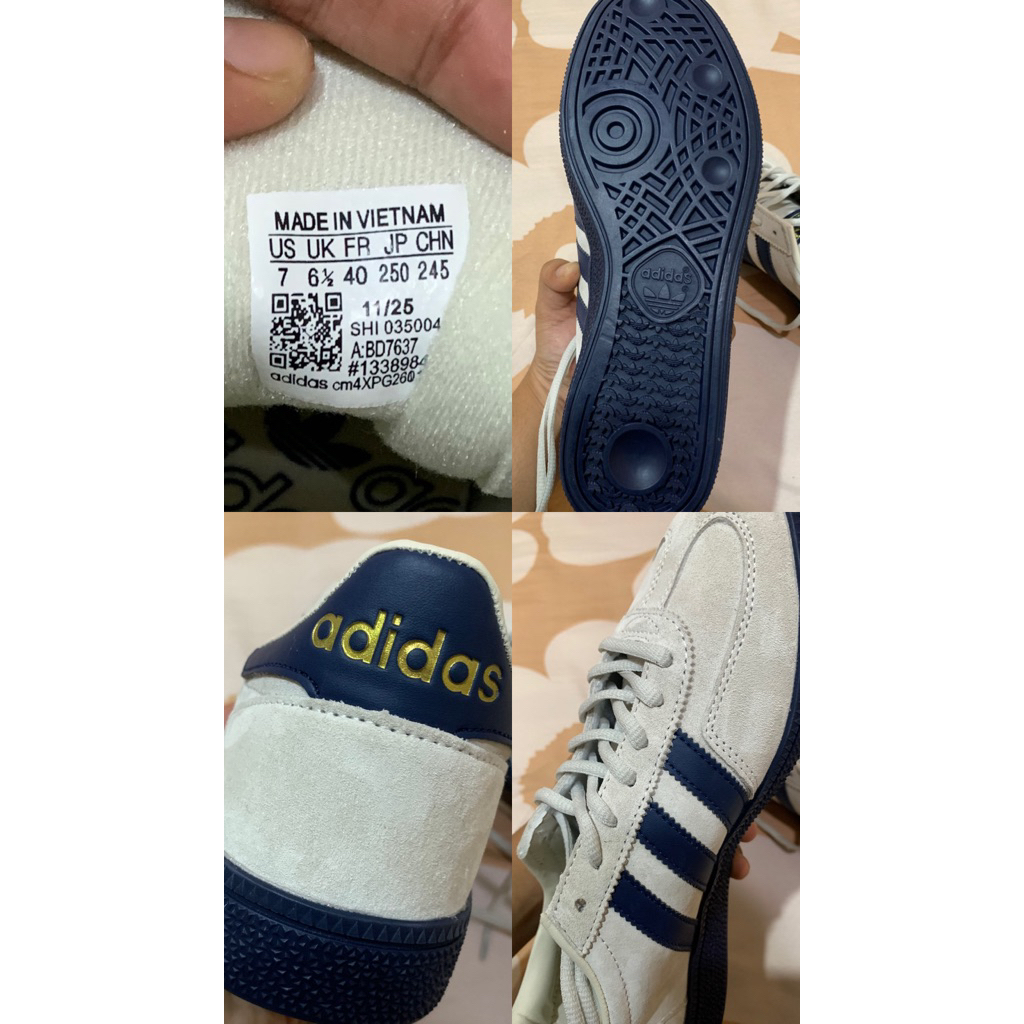 MADE IN VIETNAM
US UK FR JP CHN
7 6½ 40 250 245
11/25
SHI 035004
A:BD7637
#1338984
adidas cm4XPG260
adidas
adidas